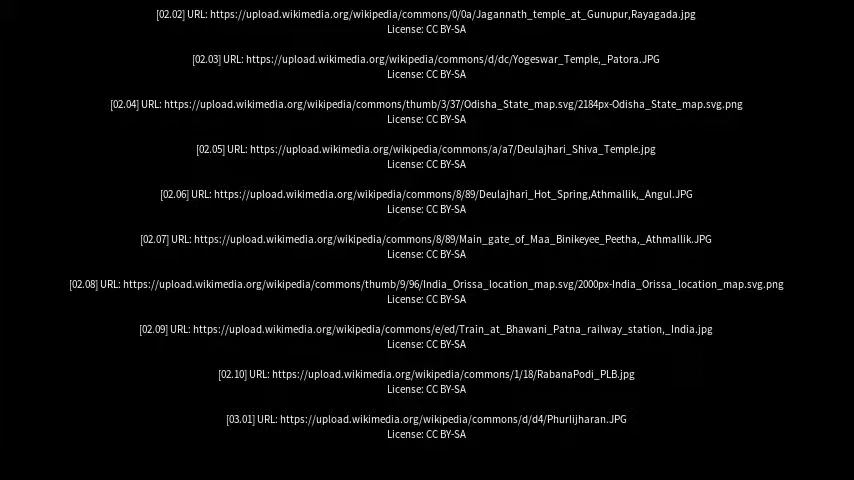 [02.02] URL: https://upload.wikimedia.org/wikipedia/commons/0/0a/Jagannath_temple_at_Gunupur,Rayagada.jpg
License: CC BY-SA
[02.03] URL: https://upload.wikimedia.org/wikipedia/commons/d/dc/Yogeswar_Temple,_Patora.JPG
License: CC BY-SA
[02.04] URL: https://upload.wikimedia.org/wikipedia/commons/thumb/3/37/Odisha_State_map.svg/2184px-Odisha_State_map.svg.png
License: CC BY-SA
[02.05] URL: https://upload.wikimedia.org/wikipedia/commons/a/a7/Deulajhari_Shiva_Temple.jpg
License: CC BY-SA
[02.06] URL: https://upload.wikimedia.org/wikipedia/commons/8/89/Deulajhari_Hot_Spring,Athmallik,_Angul.JPG
License: CC BY-SA
[02.07] URL: https://upload.wikimedia.org/wikipedia/commons/8/89/Main_gate_of_Maa_Binikeyee_Peetha,_Athmallik.JPG
License: CC BY-SA
[02.08] URL: https://upload.wikimedia.org/wikipedia/commons/thumb/9/96/India_Orissa_location_map.svg/2000px-India_Orissa_location_map.svg.png
License: CC BY-SA
[02.09] URL: https://upload.wikimedia.org/wikipedia/commons/e/ed/Train_at_Bhawani_Patna_railway_station,_India.jpg
License: CC BY-SA
[02.10] URL: https://upload.wikimedia.org/wikipedia/commons/1/18/RabanaPodi_PLB.jpg
License: CC BY-SA
[03.01] URL: https://upload.wikimedia.org/wikipedia/commons/d/d4/Phurlijharan.JPG
License: CC BY-SA